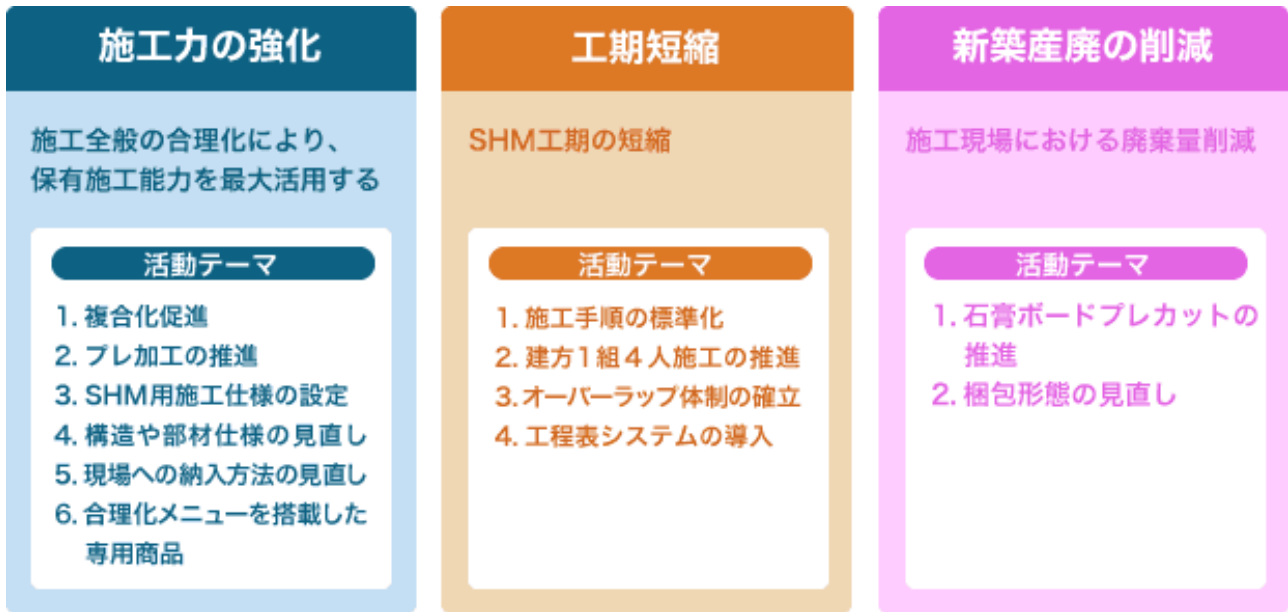 施工力の強化
施工全般の合理化により、
保有施工能力を最大活用する
活動テーマ
1. 複合化促進
2. プレ加工の推進
3. SHM用施工仕様の設定
4. 構造や部材仕様の見直し
5. 現場への納入方法の見直し
6. 合理化メニューを搭載した
専用商品
工期短縮
SHM工期の短縮
活動テーマ
1. 施工手順の標準化
2. 建方1組4人施工の推進
3. オーバーラップ体制の確立
4. 工程表システムの導入
新築産廃の削減
施工現場における廃棄量削減
活動テーマ
1. 石膏ボードプレカットの
推進
2. 梱包形態の見直し